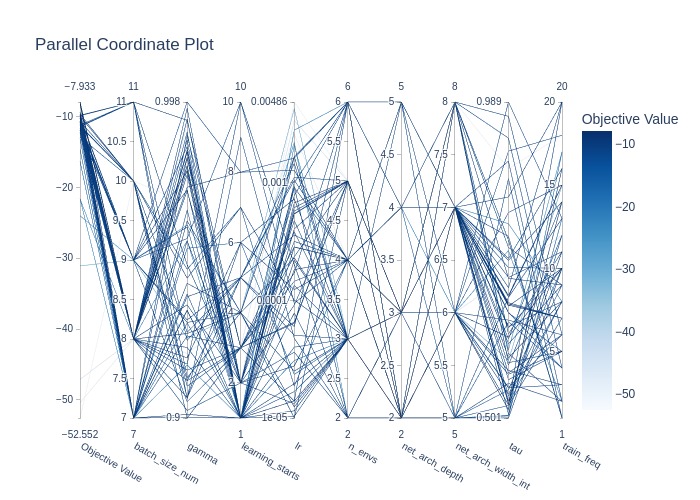 Parallel Coordinate Plot
−7.933 11 10 6 5 8 20
−10 −20 −30 −40 −50
11 10.5 10 9.5 9 8.5 8 7.5 7
0.998 0.9
10 8 6 2
0.00486 0.001 0.0001 1e-05
6 5.5 5 4.5 4 3.5 3 2.5 2
5 4.5 4 3.5 3 2.5 2
8 7.5 7 6.5 6 5.5 5
0.989 0.501
20 15 10 5
−52.552 7 1 2 2 5 1
Objective Value
batch_size_num
gamma
learning_starts
lr
n_envs
net_arch_depth
net_arch_width_int
tau
train_freq
Objective Value
−10
−20
−30
−40
−50